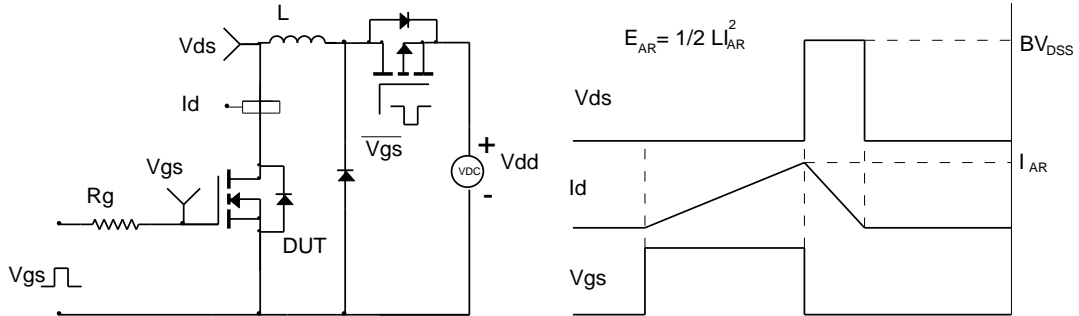 L
Vds
Id
Vgs
Rg
DUT
Vgs
Vgs
VDC
+
Vdd
-
E_AR = 1/2 LI_AR^2
Vds
BV_DSS
Id
I_AR
Vgs